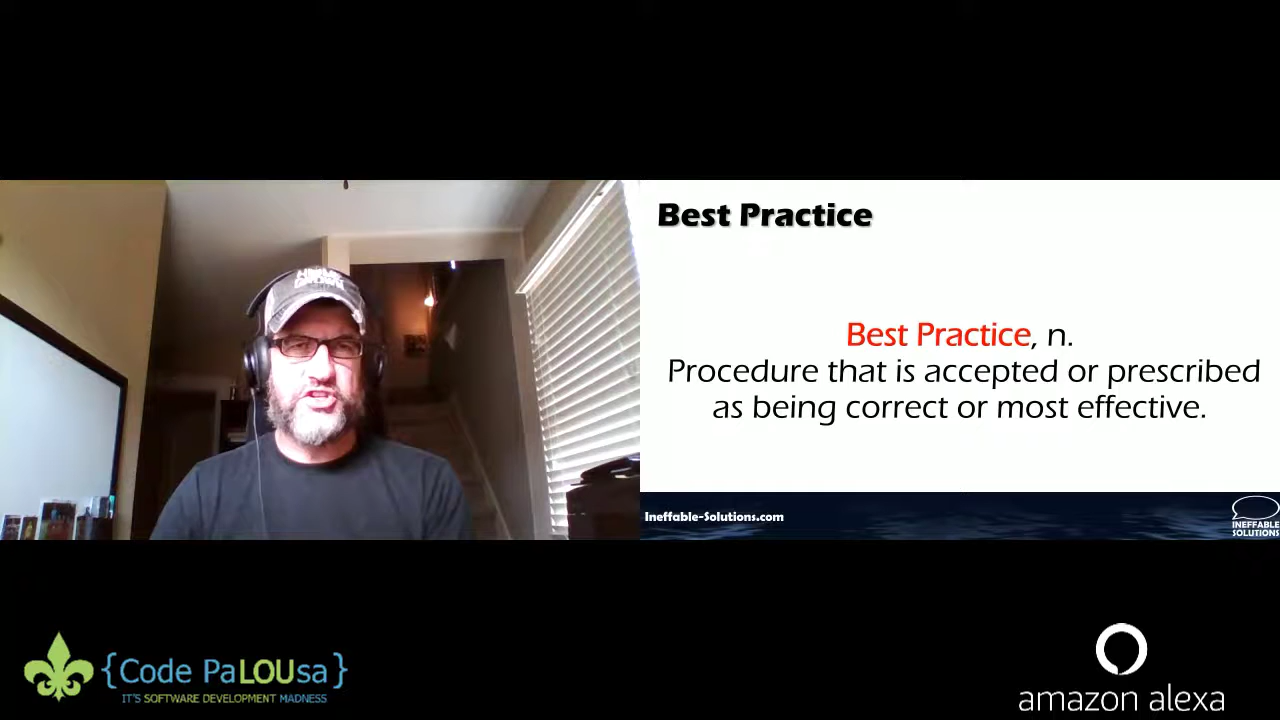 Best Practice
Best Practice, n.
Procedure that is accepted or prescribed
as being correct or most effective.
Ineffable-Solutions.com
INEFFABLE
SOLUTIONS
{Code PaLOUsa}
IT'S SOFTWARE DEVELOPMENT MADNESS
amazon alexa